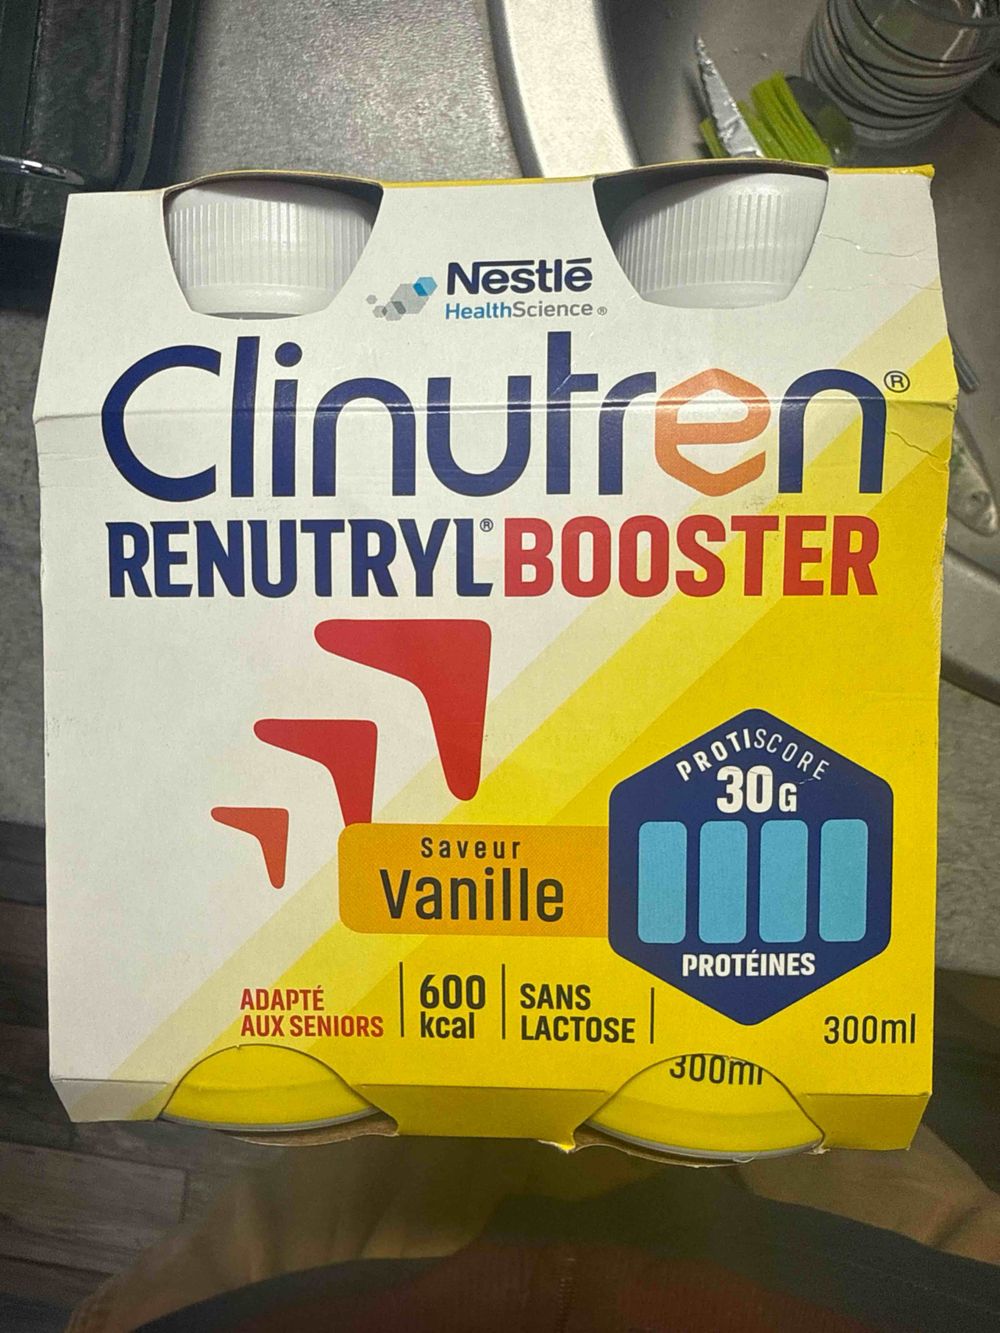 Nestlé
HealthScience®
Clinutren®
RENUTRYL® BOOSTER
PROTISCORE
30G
Saveur
Vanille
PROTÉINES
ADAPTÉ
AUX SENIORS
600
kcal
SANS
LACTOSE
300ml
300ml